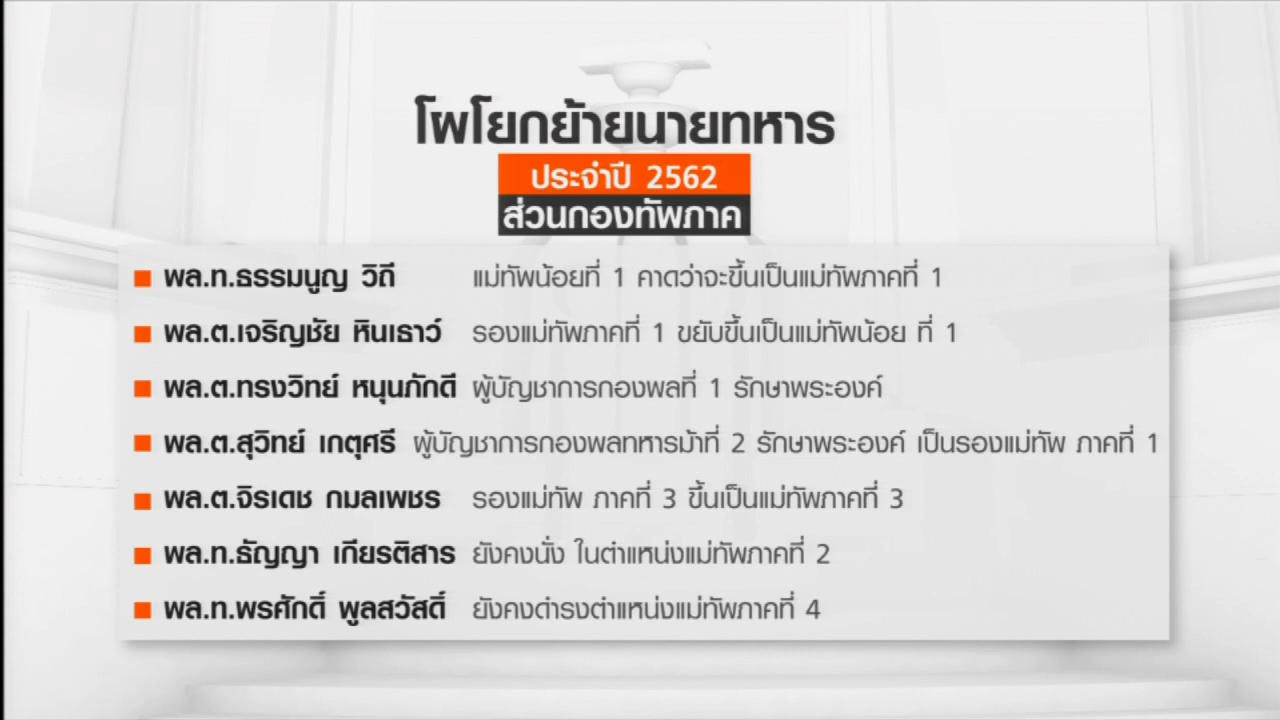 โผโยกย้ายนายทหาร
ประจำปี 2562
ส่วนกองทัพภาค
พล.ท.ธรรมนูญ วิถี แม่ทัพน้อยที่ 1 คาดว่าจะขึ้นเป็นแม่ทัพภาคที่ 1
พล.ต.เจริญชัย หินเธาว์ รองแม่ทัพภาคที่ 1 ขยับขึ้นเป็นแม่ทัพน้อย ที่ 1
พล.ต.ทรงวิทย์ หนุนภักดี ผู้บัญชาการกองพลที่ 1 รักษาพระองค์
พล.ต.สุวิทย์ เกตุศรี ผู้บัญชาการกองพลทหารม้าที่ 2 รักษาพระองค์ เป็นรองแม่ทัพ ภาคที่ 1
พล.ต.จิรเดช กมลเพชร รองแม่ทัพ ภาคที่ 3 ขึ้นเป็นแม่ทัพภาคที่ 3
พล.ท.ธัญญา เกียรติสาร ยังคงนั่ง ในตำแหน่งแม่ทัพภาคที่ 2
พล.ท.พรศักดิ์ พูลสวัสดิ์ ยังคงดำรงตำแหน่งแม่ทัพภาคที่ 4